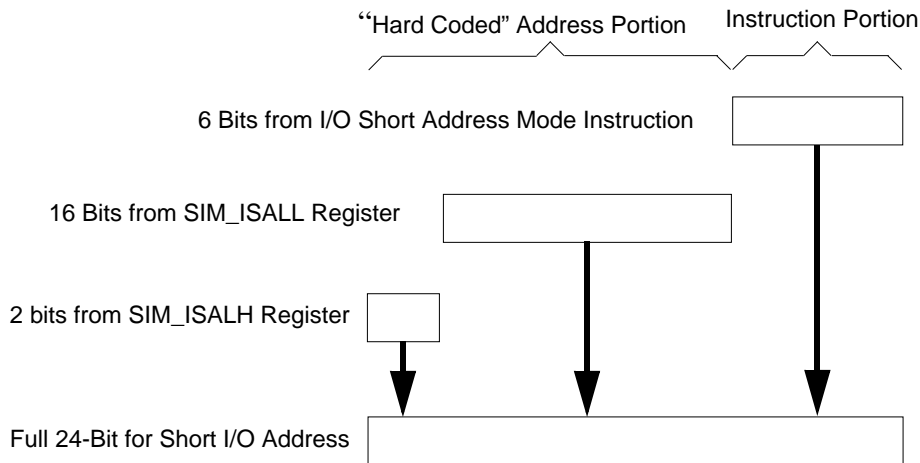 “Hard Coded” Address Portion
Instruction Portion
6 Bits from I/O Short Address Mode Instruction
16 Bits from SIM_ISALL Register
2 bits from SIM_ISALH Register
Full 24-Bit for Short I/O Address